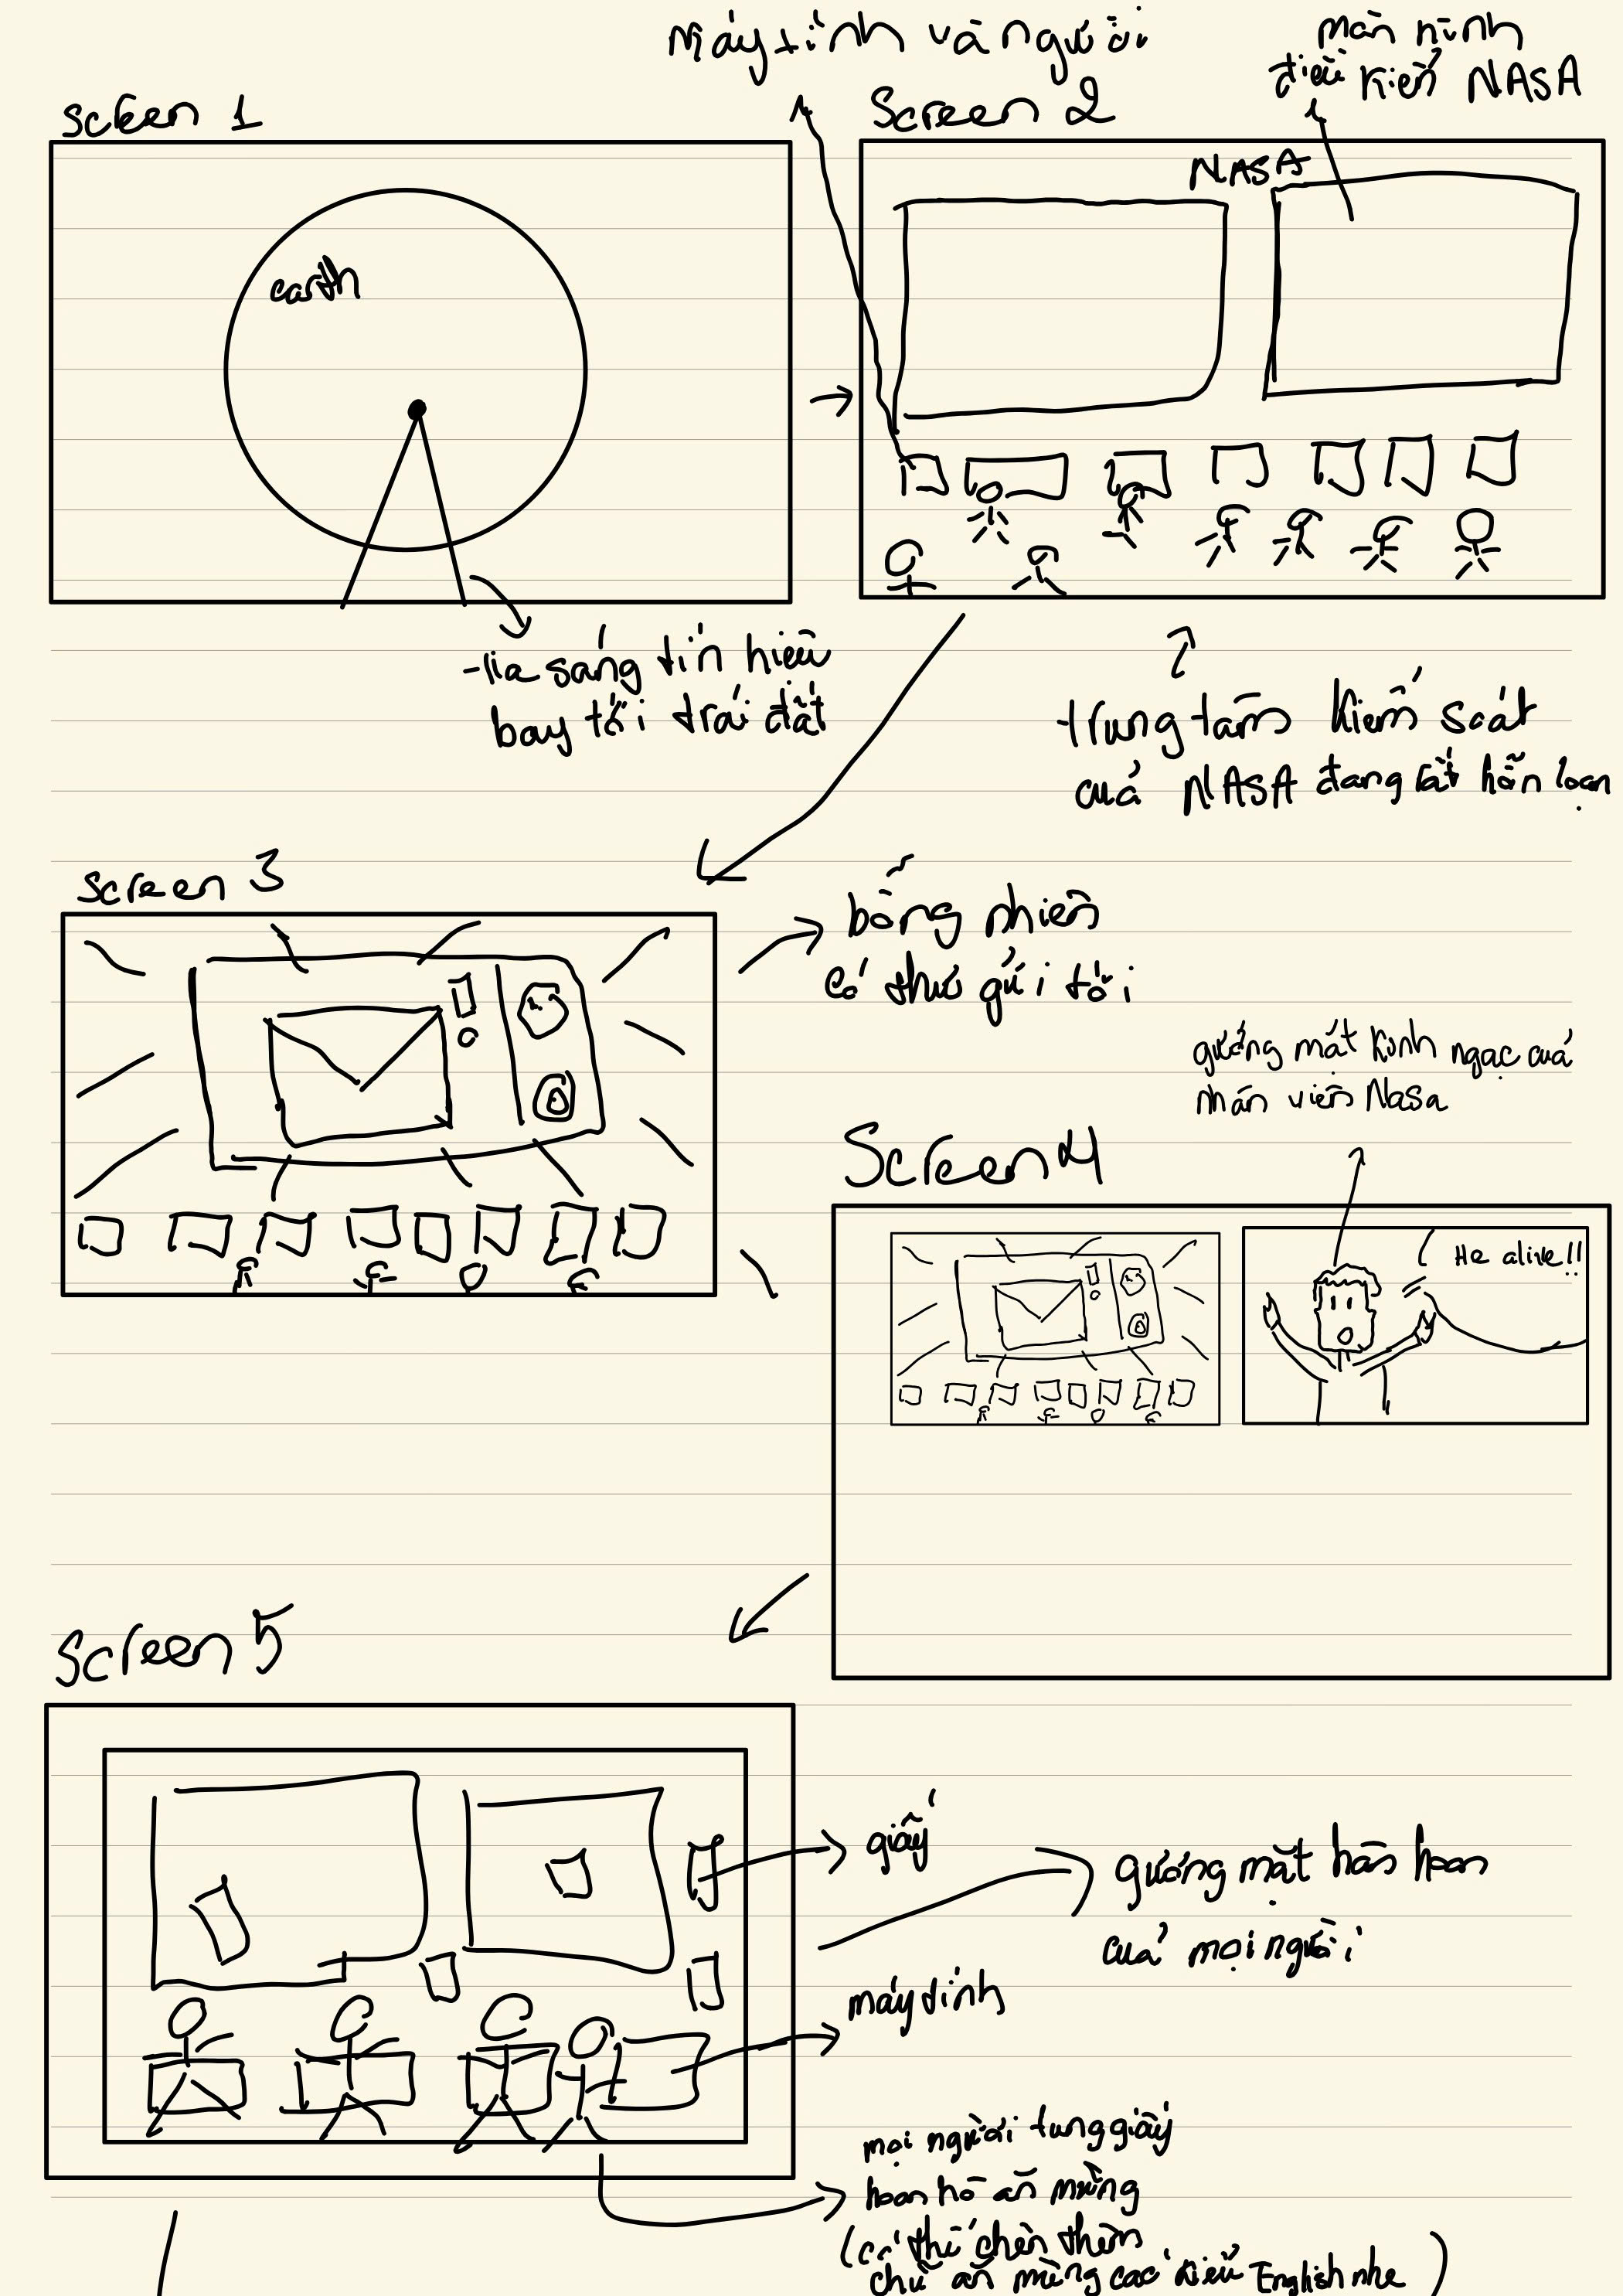 Máy tính và người
màn hình
điều kiển NASA
Screen 1
Screen 2
NASA
earth
tia sáng tín hiệu
bay tới trái đất
trung tâm kiểm soát
của NASA đang rất hỗn loạn
Screen 3
bỗng nhiên
có thư gửi tới
gương mặt kinh ngạc của
nhân viên Nasa
Screen 4
He alive!!
Screen 5
giấy
gương mặt hân hoan
của mọi người
máy tính
mọi người tung giấy
hoan hô ăn mừng
(có thể chèn thêm
chữ ăn mừng các kiểu English nhe)